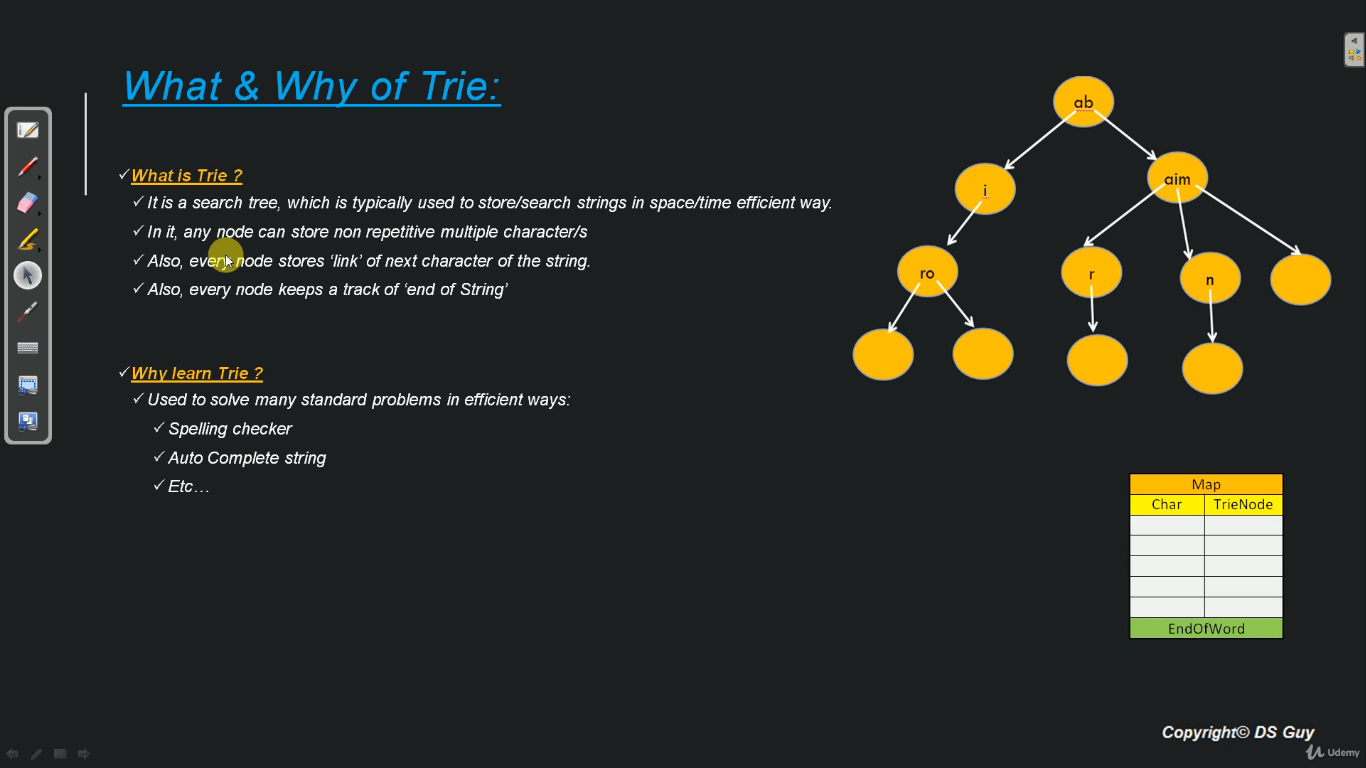 What & Why of Trie:
What is Trie ?
It is a search tree, which is typically used to store/search strings in space/time efficient way.
In it, any node can store non repetitive multiple character/s
Also, every node stores ‘link’ of next character of the string.
Also, every node keeps a track of ‘end of String’
Why learn Trie ?
Used to solve many standard problems in efficient ways:
Spelling checker
Auto Complete string
Etc…
ab
i
aim
ro
r
n
Map
Char TrieNode
EndOfWord
Copyright© DS Guy
Udemy